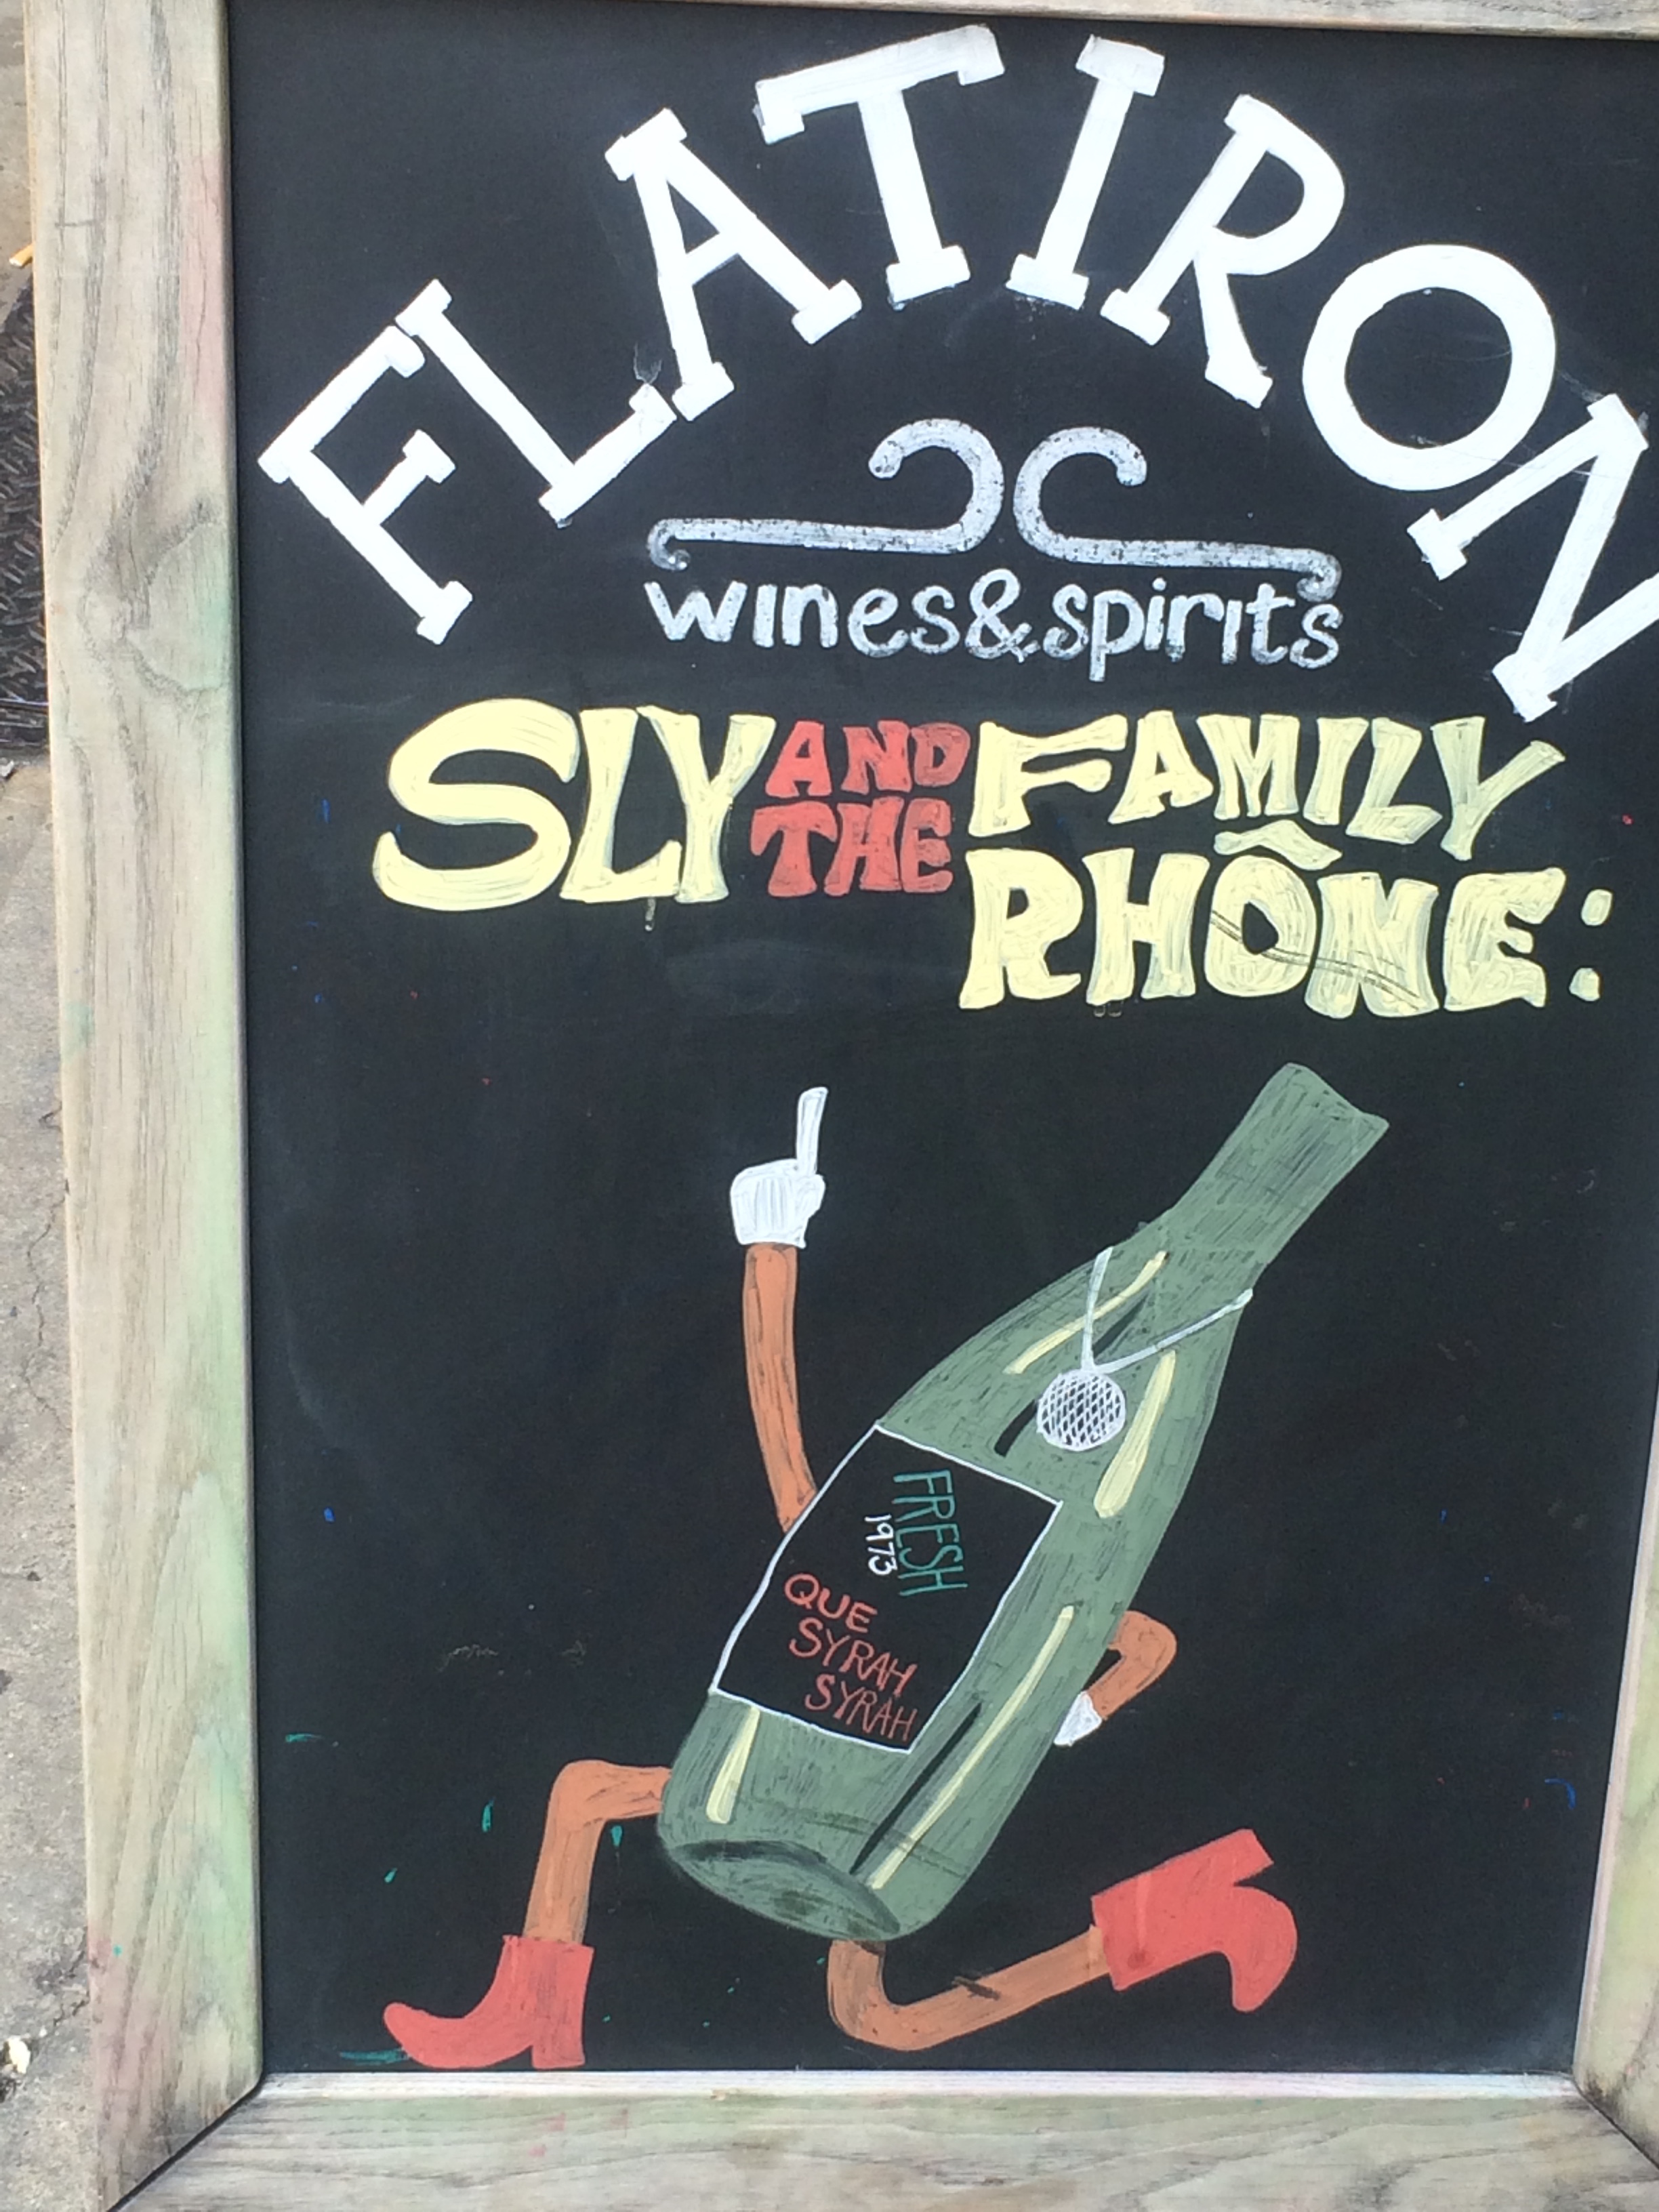 FLATIRON
wines&spirits
SLY AND THE FAMILY
RHÔNE:
FRESH
1973
QUE
SYRAH
SYRAH